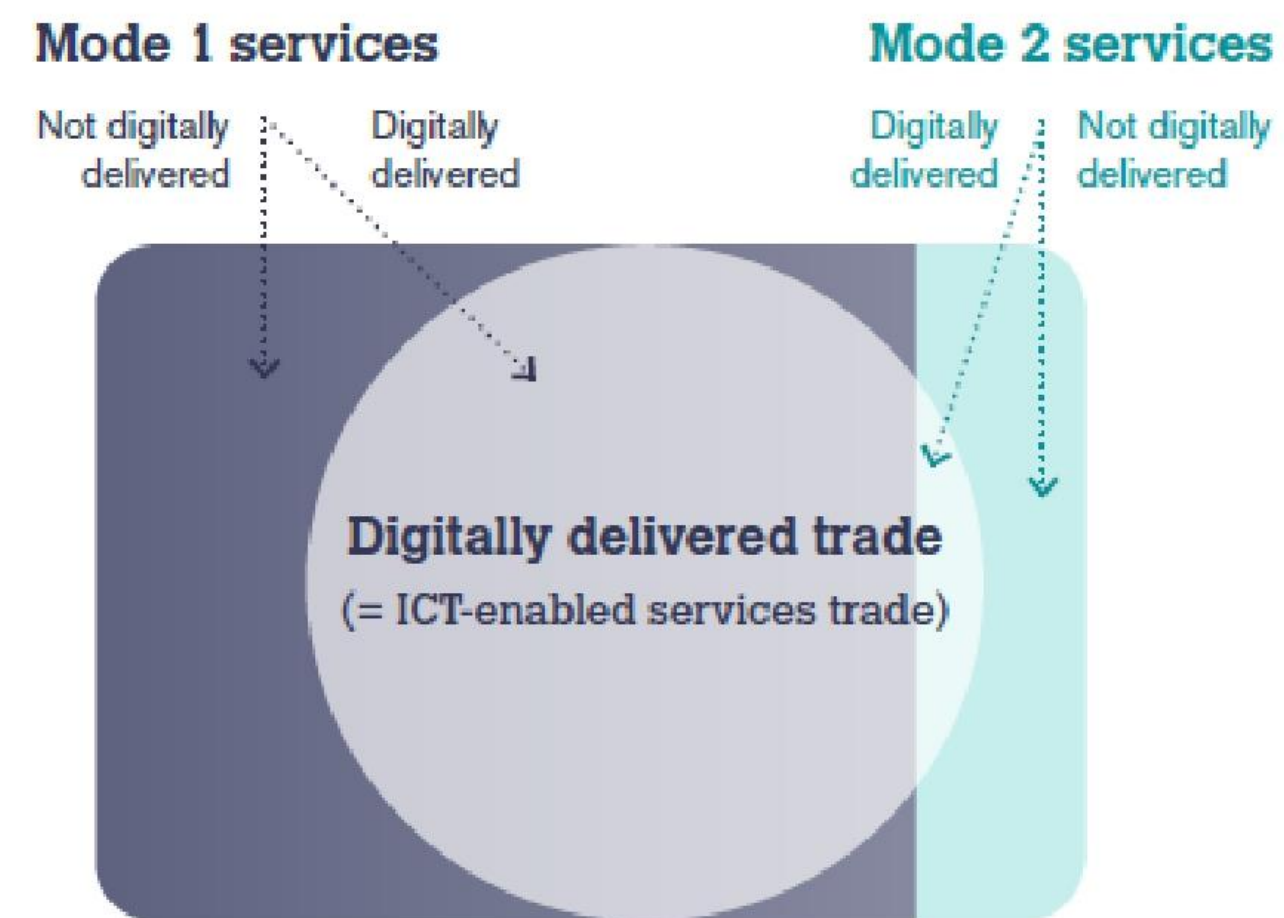 Mode 1 services
Not digitally
delivered
Digitally
delivered
Mode 2 services
Digitally
delivered
Not digitally
delivered
Digitally delivered trade
(= ICT-enabled services trade)